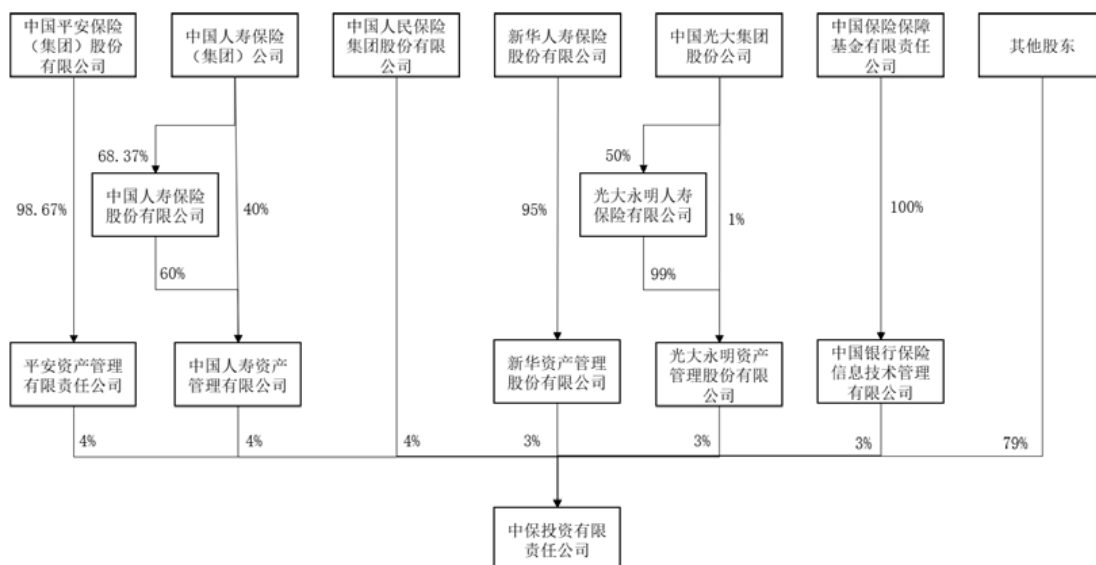 中国平安保险
（集团）股份
有限公司
中国人寿保险
（集团）公司
中国人民保险
集团股份有限
公司
新华人寿保险
股份有限公司
中国光大集团
股份公司
中国保险保障
基金有限责任
公司
其他股东
68.37%
50%
中国人寿保险
股份有限公司
光大永明人寿
保险有限公司
98.67%
40%
95%
1%
100%
60%
99%
平安资产管理
有限责任公司
中国人寿资产
管理有限公司
新华资产管理
股份有限公司
光大永明资产
管理股份有限
公司
中国银行保险
信息技术管理
有限公司
4%
4%
4%
3%
3%
3%
79%
中保投资有限
责任公司